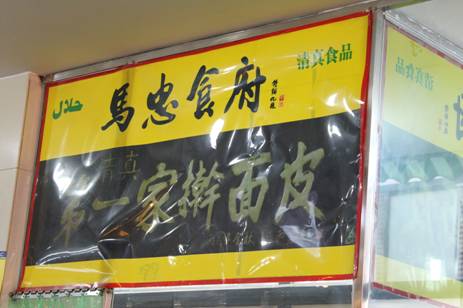 清真食品
حلال
馬忠食府
清真
第一家擀面皮
清真食品